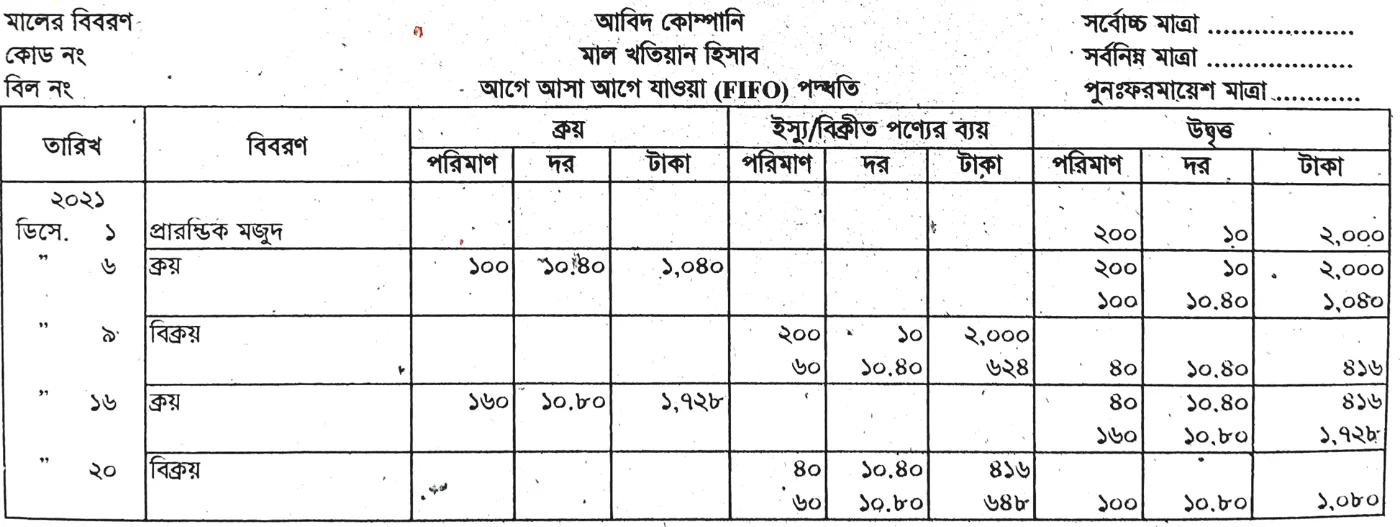 মালের বিবরণ আবিদ কোম্পানি সর্বোচ্চ মাত্রা ....................
কোড নং মাল খতিয়ান হিসাব সর্বনিম্ন মাত্রা ....................
বিল নং আগে আসা আগে যাওয়া (FIFO) পদ্ধতি পুনঃফরমায়েশ মাত্রা ............
তারিখ বিবরণ ক্রয় ইস্যু/বিক্রীত পণ্যের ব্যয় উদ্বৃত্ত
পরিমাণ দর টাকা পরিমাণ দর টাকা পরিমাণ দর টাকা
২০২১
ডিসে. ১ প্রারম্ভিক মজুদ ২০০ ১০ ২,০০০
" ৬ ক্রয় ১০০ ১০.৪০ ১,০৪০ ২০০ ১০ ২,০০০
১০০ ১০.৪০ ১,০৪০
" ৯ বিক্রয় ২০০ ১০ ২,০০০
৬০ ১০.৪০ ৬২৪ ৪০ ১০.৪০ ৪১৬
" ১৬ ক্রয় ১৬০ ১০.৮০ ১,৭২৮ ৪০ ১০.৪০ ৪১৬
১৬০ ১০.৮০ ১,৭২৮
" ২০ বিক্রয় ৪০ ১০.৪০ ৪১৬
৬০ ১০.৮০ ৬৪৮ ১০০ ১০.৮০ ১,০৮০